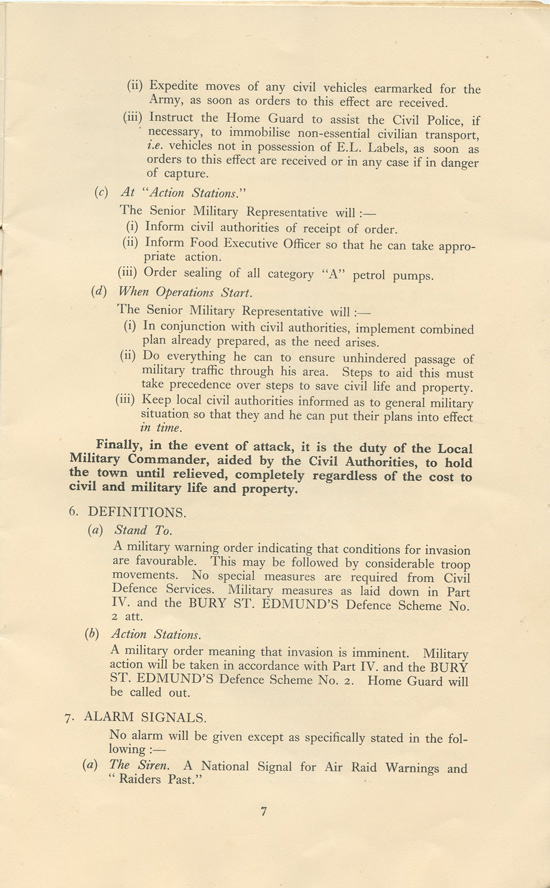 (ii) Expedite moves of any civil vehicles earmarked for the
Army, as soon as orders to this effect are received.
(iii) Instruct the Home Guard to assist the Civil Police, if
necessary, to immobilise non-essential civilian transport,
i.e. vehicles not in possession of E.L. Labels, as soon as
orders to this effect are received or in any case if in danger
of capture.
(c) At "Action Stations."
The Senior Military Representative will :—
(i) Inform civil authorities of receipt of order.
(ii) Inform Food Executive Officer so that he can take appro-
priate action.
(iii) Order sealing of all category "A" petrol pumps.
(d) When Operations Start.
The Senior Military Representative will :—
(i) In conjunction with civil authorities, implement combined
plan already prepared, as the need arises.
(ii) Do everything he can to ensure unhindered passage of
military traffic through his area. Steps to aid this must
take precedence over steps to save civil life and property.
(iii) Keep local civil authorities informed as to general military
situation so that they and he can put their plans into effect
in time.
Finally, in the event of attack, it is the duty of the Local
Military Commander, aided by the Civil Authorities, to hold
the town until relieved, completely regardless of the cost to
civil and military life and property.
6. DEFINITIONS.
(a) Stand To.
A military warning order indicating that conditions for invasion
are favourable. This may be followed by considerable troop
movements. No special measures are required from Civil
Defence Services. Military measures as laid down in Part
IV. and the BURY ST. EDMUND'S Defence Scheme No.
2 att.
(b) Action Stations.
A military order meaning that invasion is imminent. Military
action will be taken in accordance with Part IV. and the BURY
ST. EDMUND'S Defence Scheme No. 2. Home Guard will
be called out.
7. ALARM SIGNALS.
No alarm will be given except as specifically stated in the fol-
lowing :—
(a) The Siren. A National Signal for Air Raid Warnings and
"Raiders Past."
7